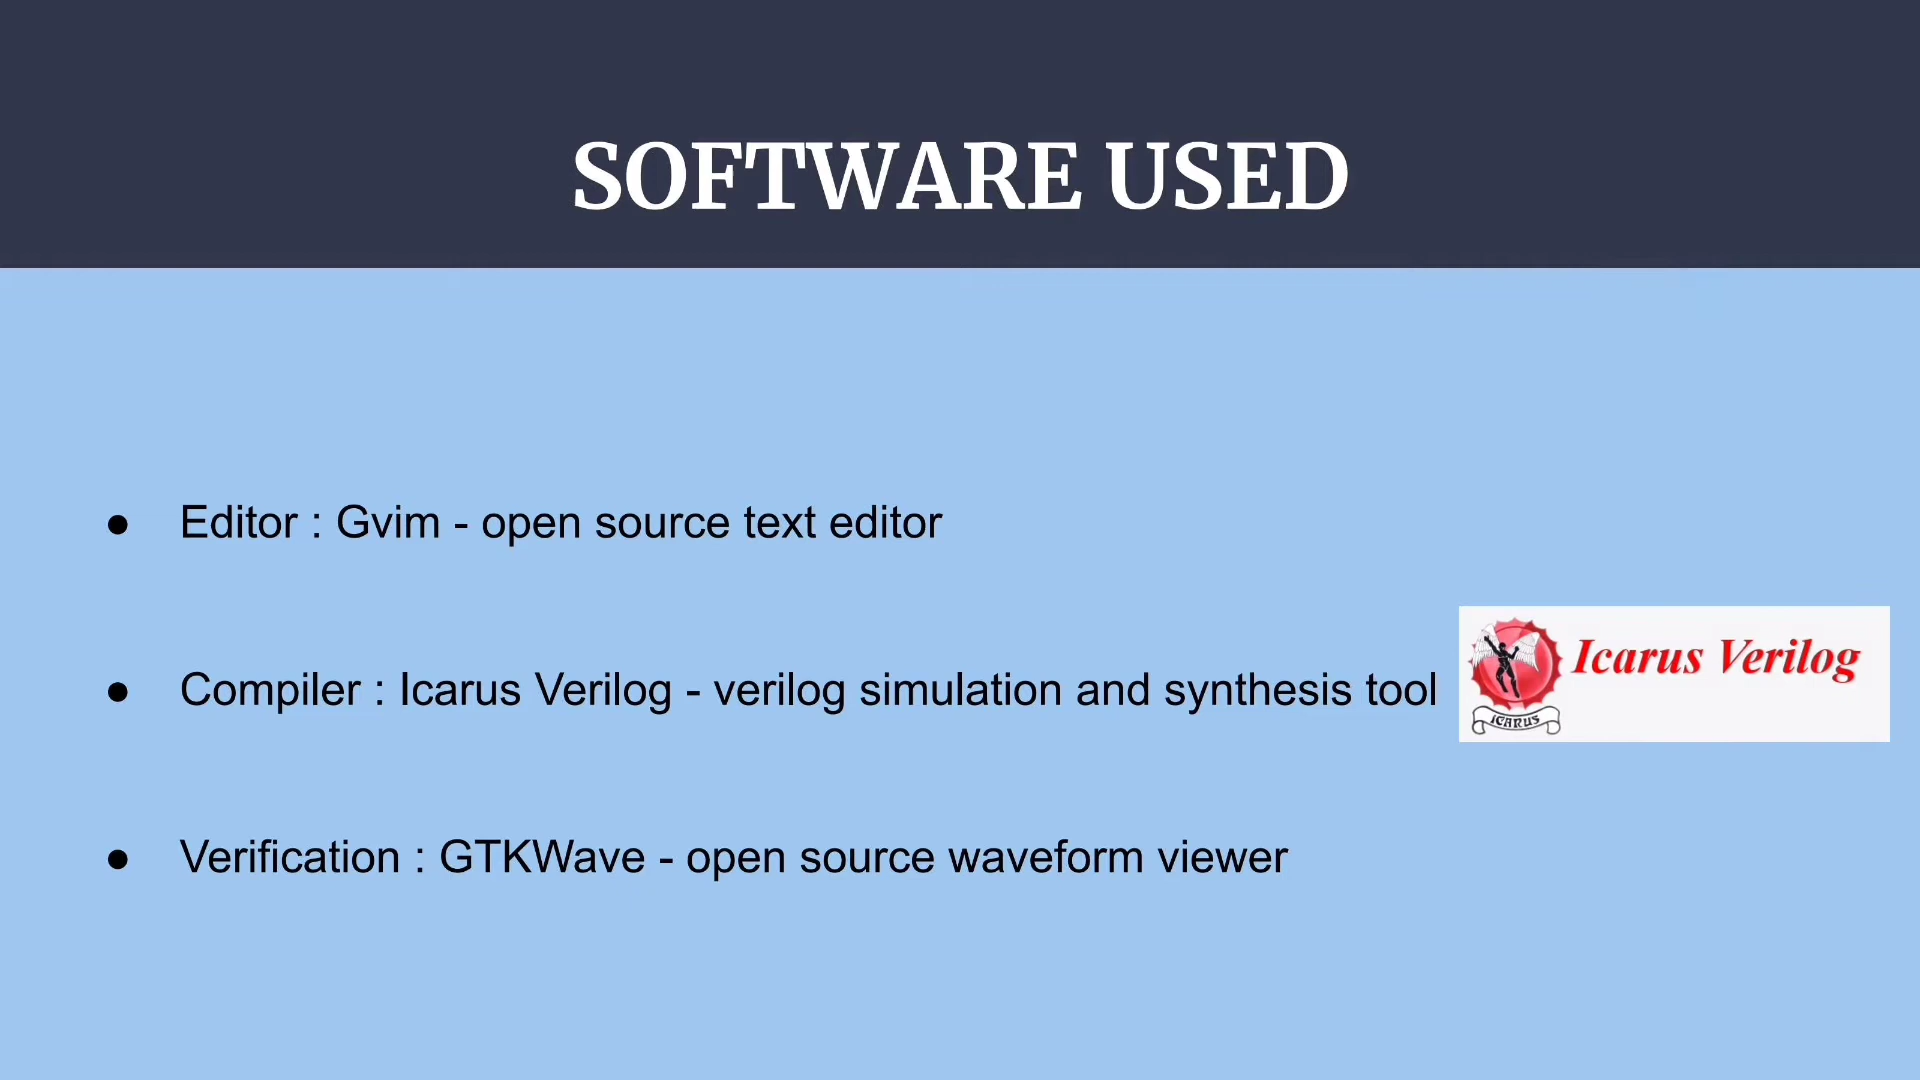 SOFTWARE USED
● Editor : Gvim - open source text editor
● Compiler : Icarus Verilog - verilog simulation and synthesis tool
Icarus Verilog
ICARUS
● Verification : GTKWave - open source waveform viewer